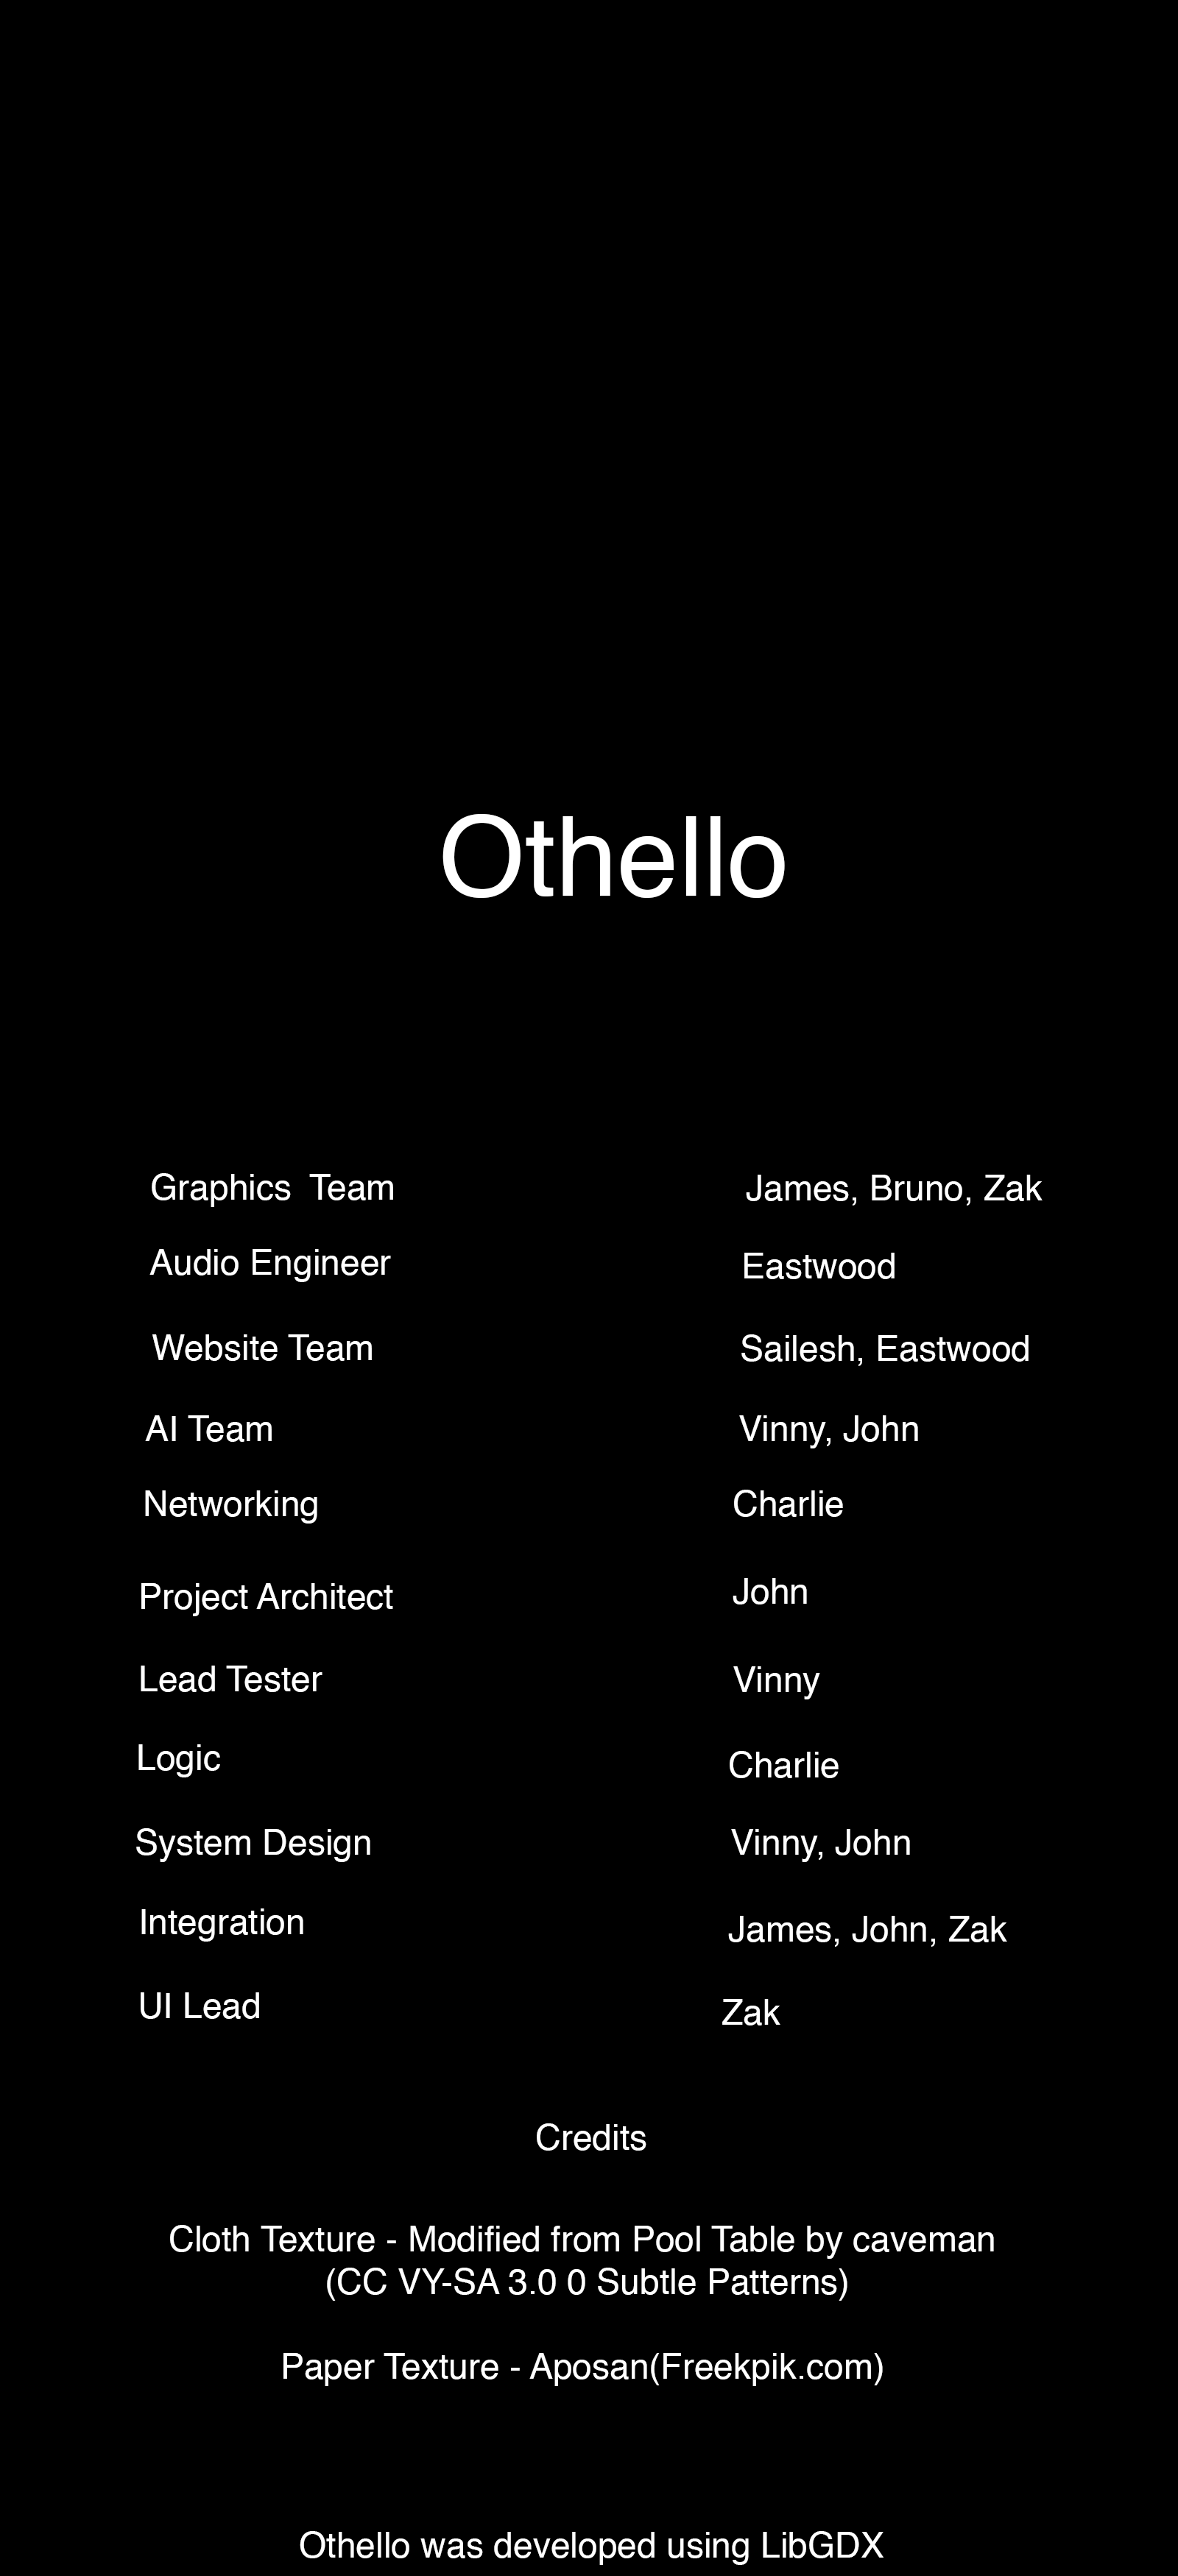 Othello
Graphics  Team James, Bruno, Zak
Audio Engineer Eastwood
Website Team Sailesh, Eastwood
AI Team Vinny, John
Networking Charlie
Project Architect John
Lead Tester Vinny
Logic Charlie
System Design Vinny, John
Integration James, John, Zak
UI Lead Zak
Credits
Cloth Texture - Modified from Pool Table by caveman
(CC VY-SA 3.0 0 Subtle Patterns)
Paper Texture - Aposan(Freekpik.com)
Othello was developed using LibGDX